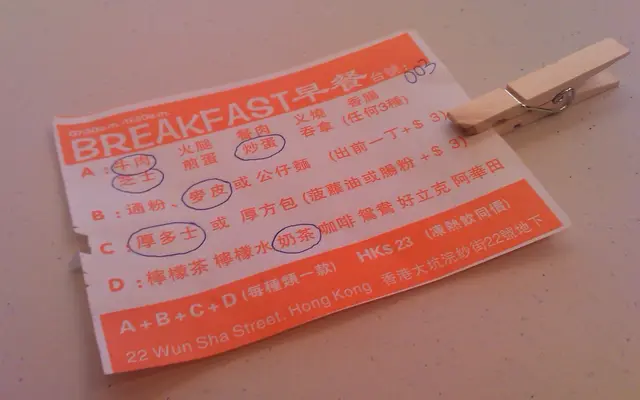 BREAKFAST早餐 台號: 003
A: 牛肉 火腿 餐肉 叉燒 香腸
芝士 煎蛋 炒蛋 吞拿 (任何3種)
B: 通粉、麥皮或公仔麵 (出前一丁+$3)
C: 厚多士 或 厚方包 (菠蘿油或腸粉+$3)
D: 檸檬茶 檸檬水 奶茶 咖啡 鴛鴦 好立克 阿華田
A+B+C+D (每種類一款) HK$ 23 (凍熱飲同價)
22 Wun Sha Street. Hong Kong 香港大坑浣紗街22號地下